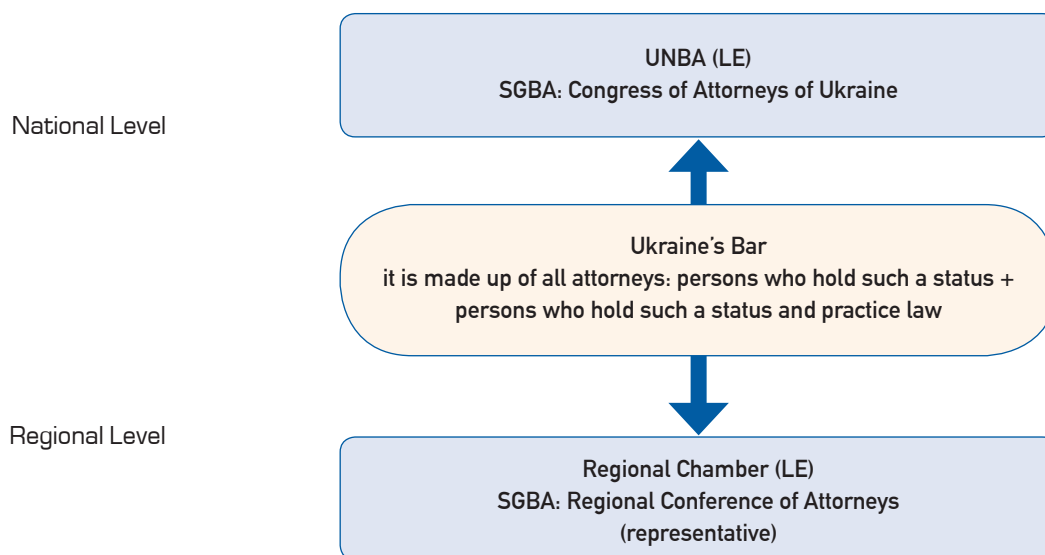 UNBA (LE)
SGBA: Congress of Attorneys of Ukraine
National Level
Ukraine's Bar
it is made up of all attorneys: persons who hold such a status +
persons who hold such a status and practice law
Regional Level
Regional Chamber (LE)
SGBA: Regional Conference of Attorneys
(representative)